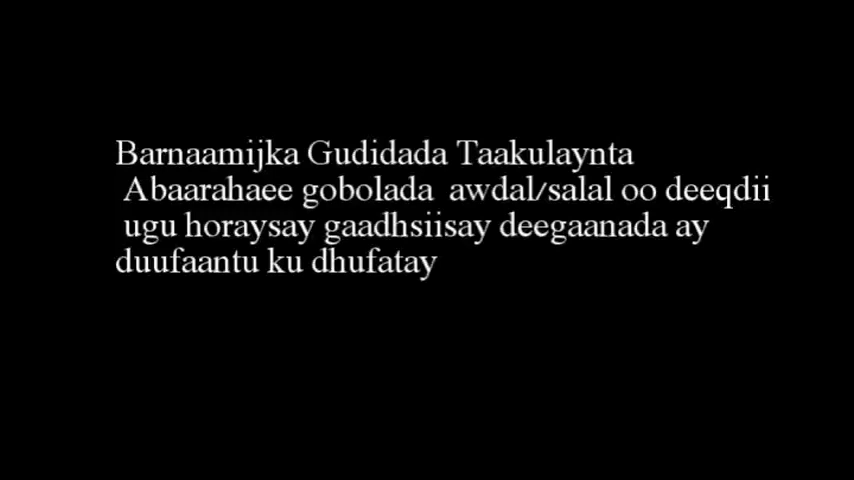 Barnaamijka Gudidada Taakulaynta
Abaarahaee gobolada awdal/salal oo deeqdii
ugu horaysay gaadhsiisay deegaanada ay
duufaantu ku dhufatay